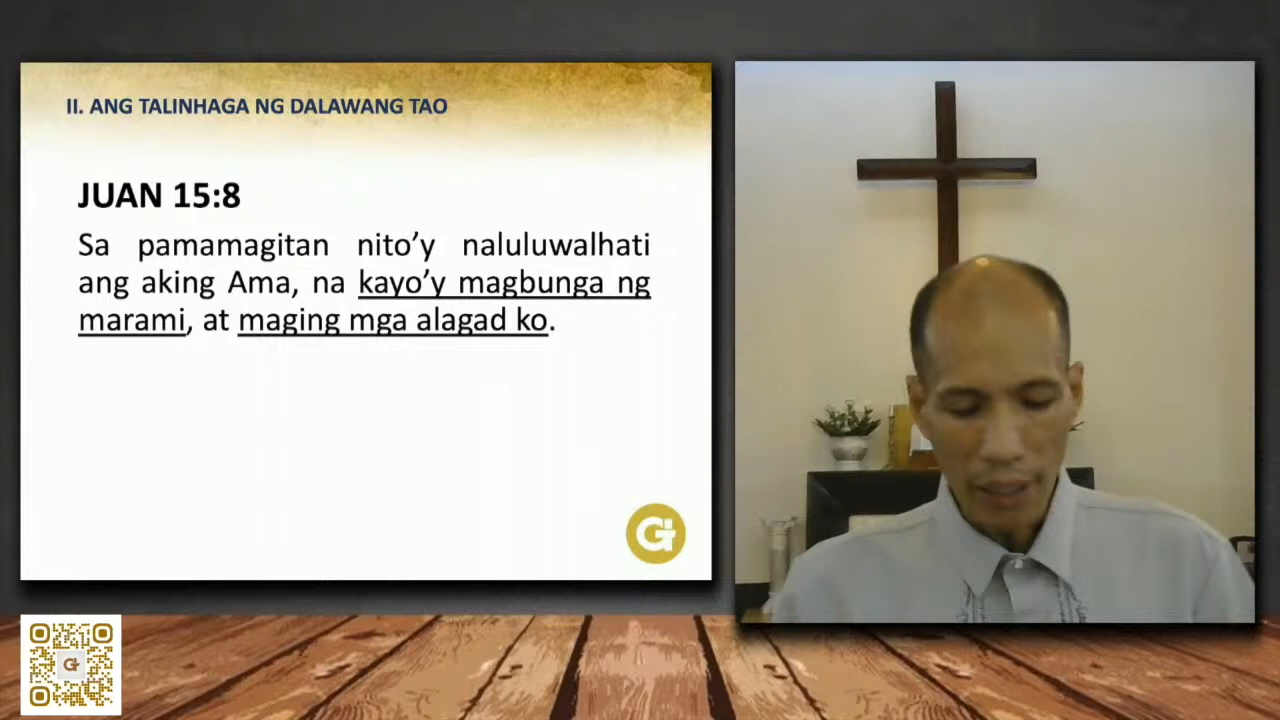 II. ANG TALINHAGA NG DALAWANG TAO
JUAN 15:8
Sa pamamagitan nito’y naluluwalhati
ang aking Ama, na kayo’y magbunga ng
marami, at maging mga alagad ko.